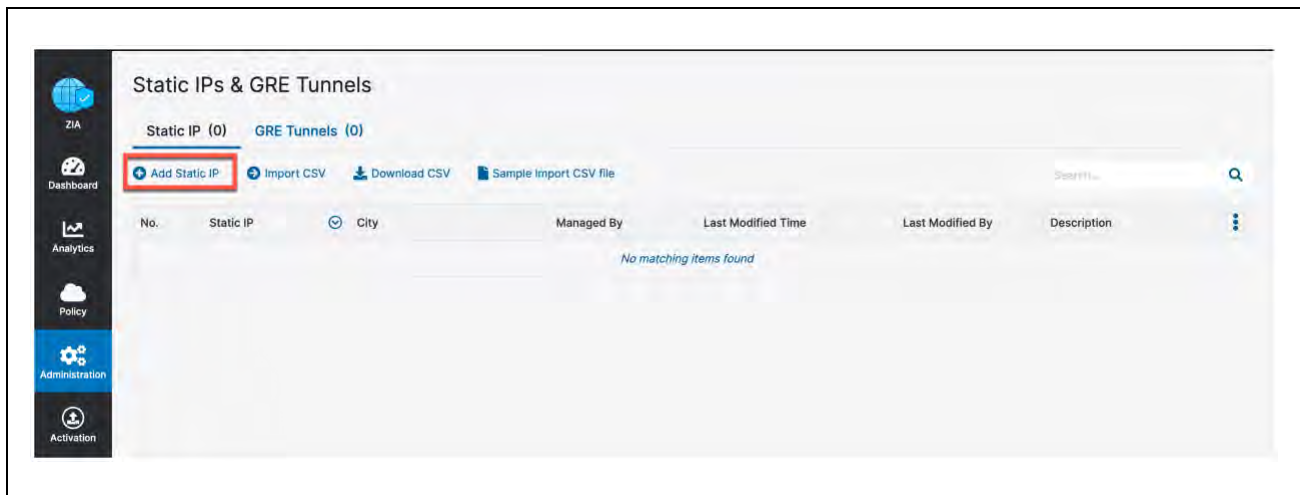 Static IPs & GRE Tunnels
ZIA
Static IP (0) GRE Tunnels (0)
Add Static IP Import CSV Download CSV Sample Import CSV file Search...
Dashboard
No. Static IP City Managed By Last Modified Time Last Modified By Description
Analytics
No matching items found
Policy
Administration
Activation